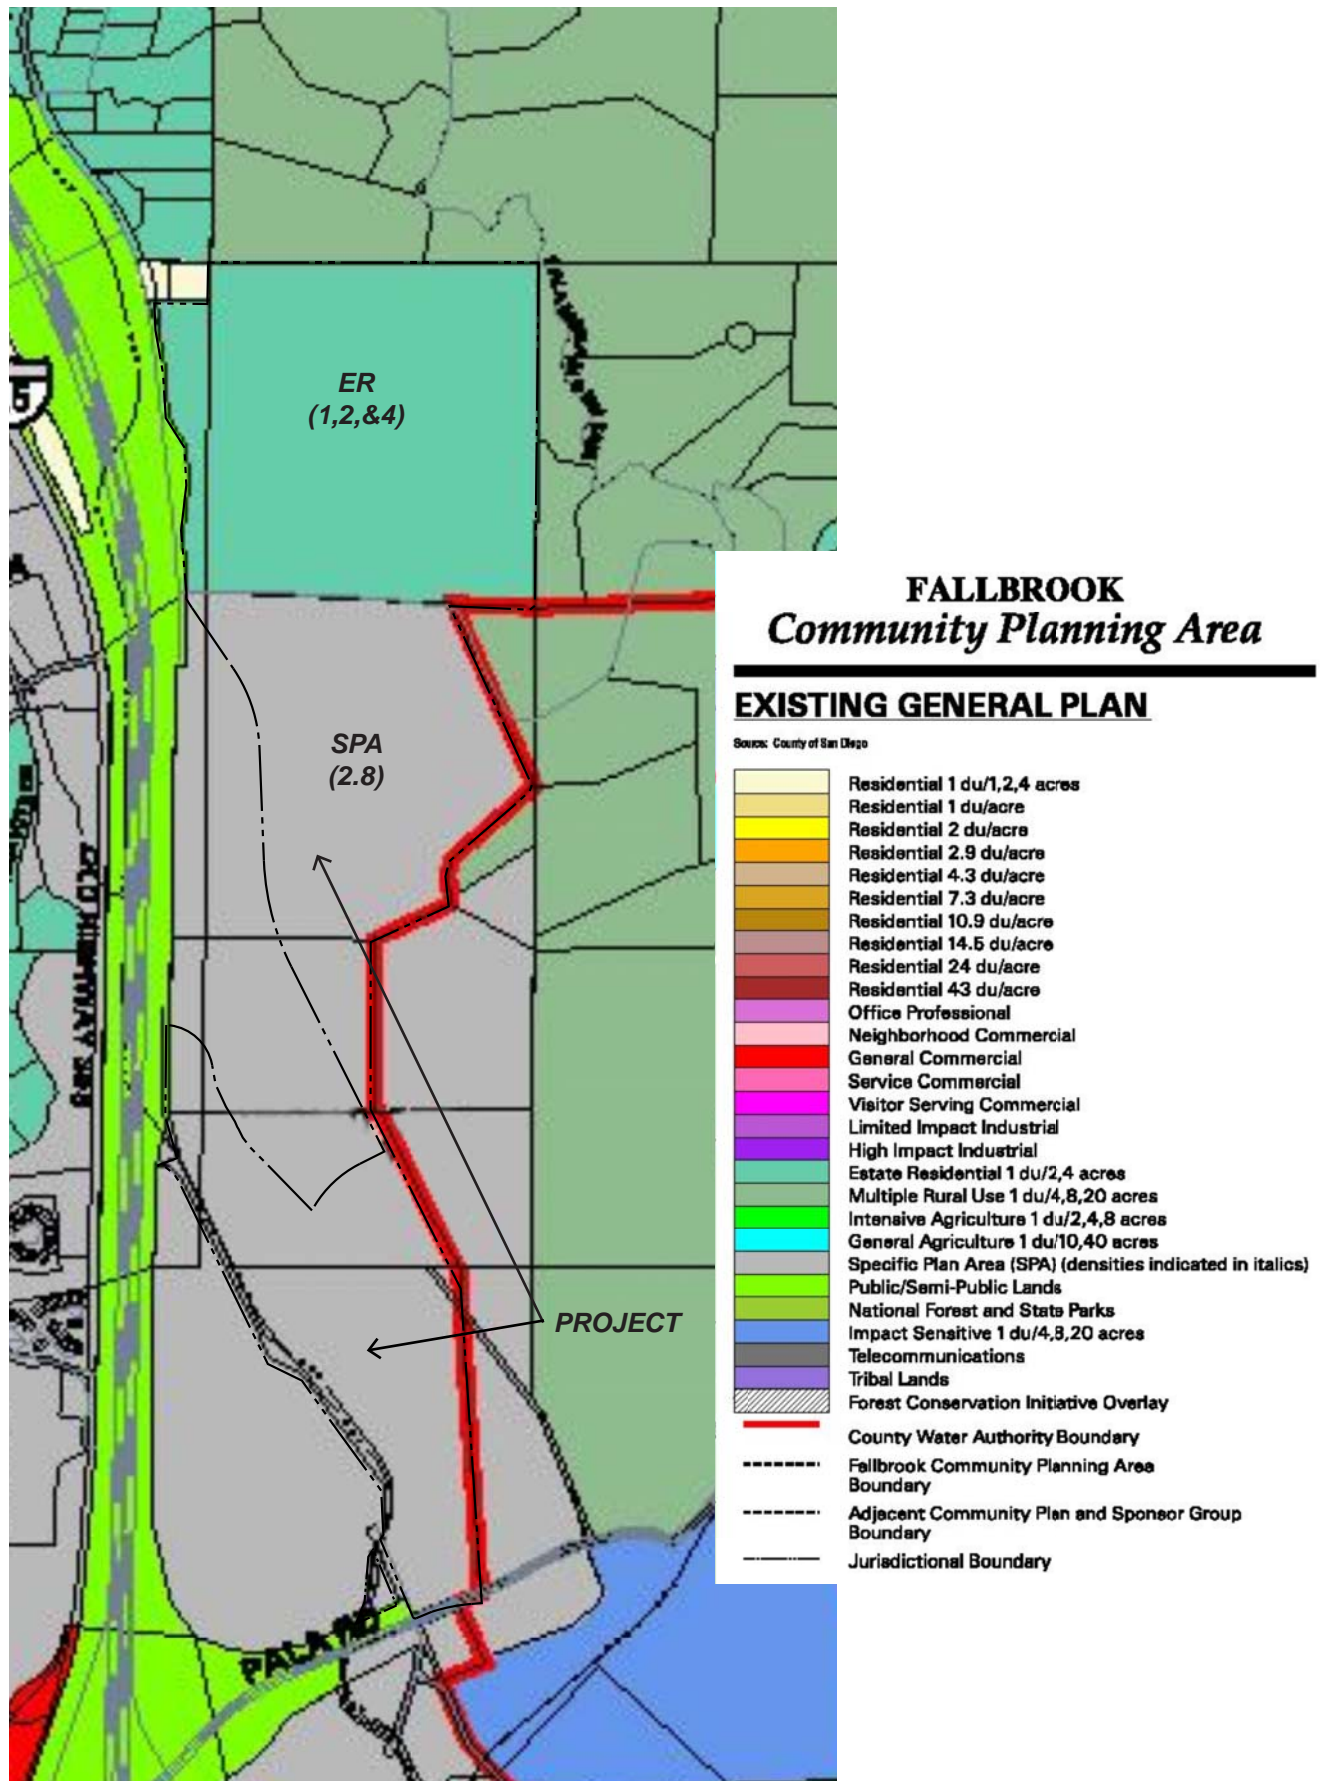 ER
(1,2,&4)
5
SPA
(2.8)
PROJECT
FALLBROOK
Community Planning Area
EXISTING GENERAL PLAN
Source: County of San Diego
Residential 1 du/1,2,4 acres
Residential 1 du/acre
Residential 2 du/acre
Residential 2.9 du/acre
Residential 4.3 du/acre
Residential 7.3 du/acre
Residential 10.9 du/acre
Residential 14.5 du/acre
Residential 24 du/acre
Residential 43 du/acre
Office Professional
Neighborhood Commercial
General Commercial
Service Commercial
Visitor Serving Commercial
Limited Impact Industrial
High Impact Industrial
Estate Residential 1 du/2,4 acres
Multiple Rural Use 1 du/4,8,20 acres
Intensive Agriculture 1 du/2,4,8 acres
General Agriculture 1 du/10,40 acres
Specific Plan Area (SPA) (densities indicated in italics)
Public/Semi-Public Lands
National Forest and State Parks
Impact Sensitive 1 du/4,8,20 acres
Telecommunications
Tribal Lands
Forest Conservation Initiative Overlay
County Water Authority Boundary
Fallbrook Community Planning Area
Boundary
Adjacent Community Plan and Sponsor Group
Boundary
Jurisdictional Boundary